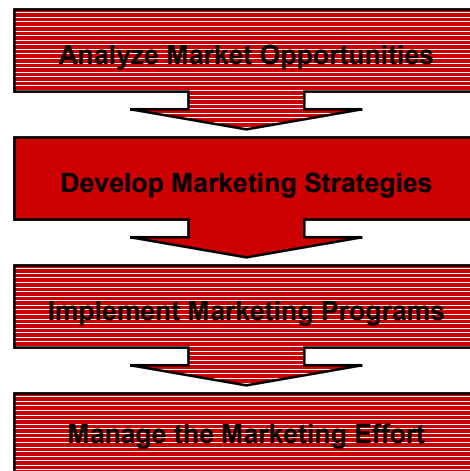 Analyze Market Opportunities
Develop Marketing Strategies
Implement Marketing Programs
Manage the Marketing Effort